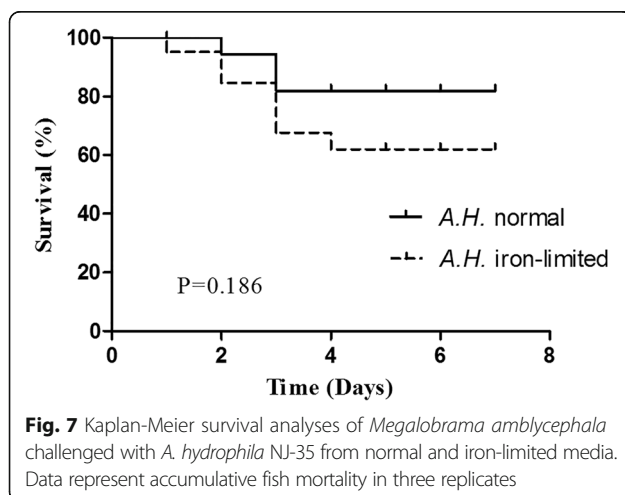 100
80
60
40
20
0
Survival (%)
A.H. normal
A.H. iron-limited
P=0.186
0 2 4 6 8
Time (Days)
Fig. 7 Kaplan-Meier survival analyses of Megalobrama amblycephala
challenged with A. hydrophila NJ-35 from normal and iron-limited media.
Data represent accumulative fish mortality in three replicates